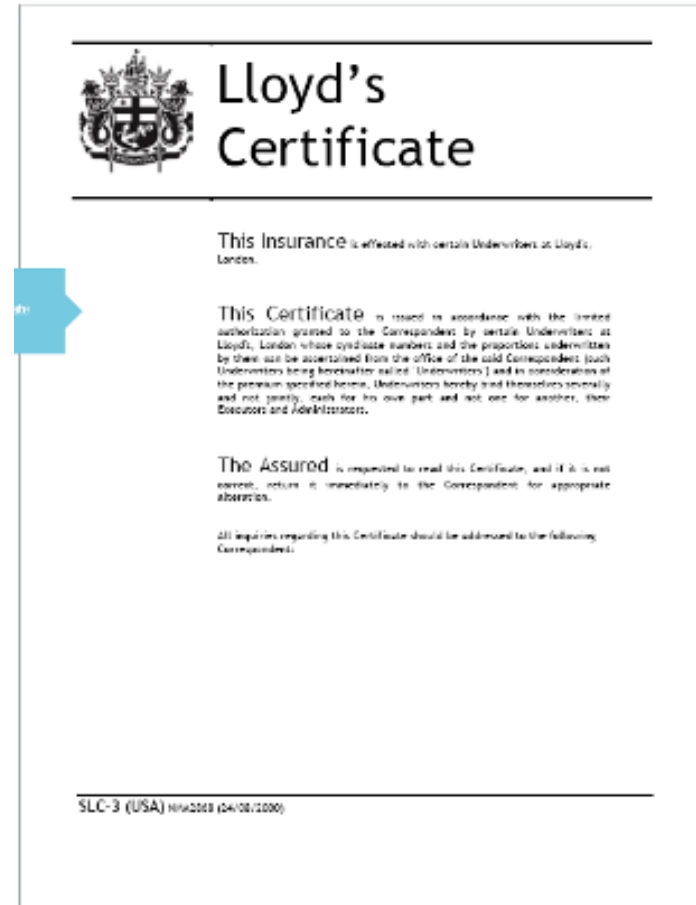 Lloyd's
Certificate
This Insurance is effected with certain Underwriters at Lloyd's,
London.
This Certificate is issued in accordance with the limited
authorization granted to the Correspondent by certain Underwriters at
Lloyd's, London whose syndicate numbers and the proportions underwritten
by them can be ascertained from the office of the said Correspondent (such
Underwriters being hereinafter called "Underwriters") and in consideration of
the premium specified herein, Underwriters hereby bind themselves severally
and not jointly, each for his own part and not one for another, their
Executors and Administrators.
The Assured is requested to read this Certificate, and if it is not
correct, return it immediately to the Correspondent for appropriate
alteration.
All inquiries regarding this Certificate should be addressed to the following
Correspondent:
SLC-3 (USA) NMA2868 (24/08/2000)